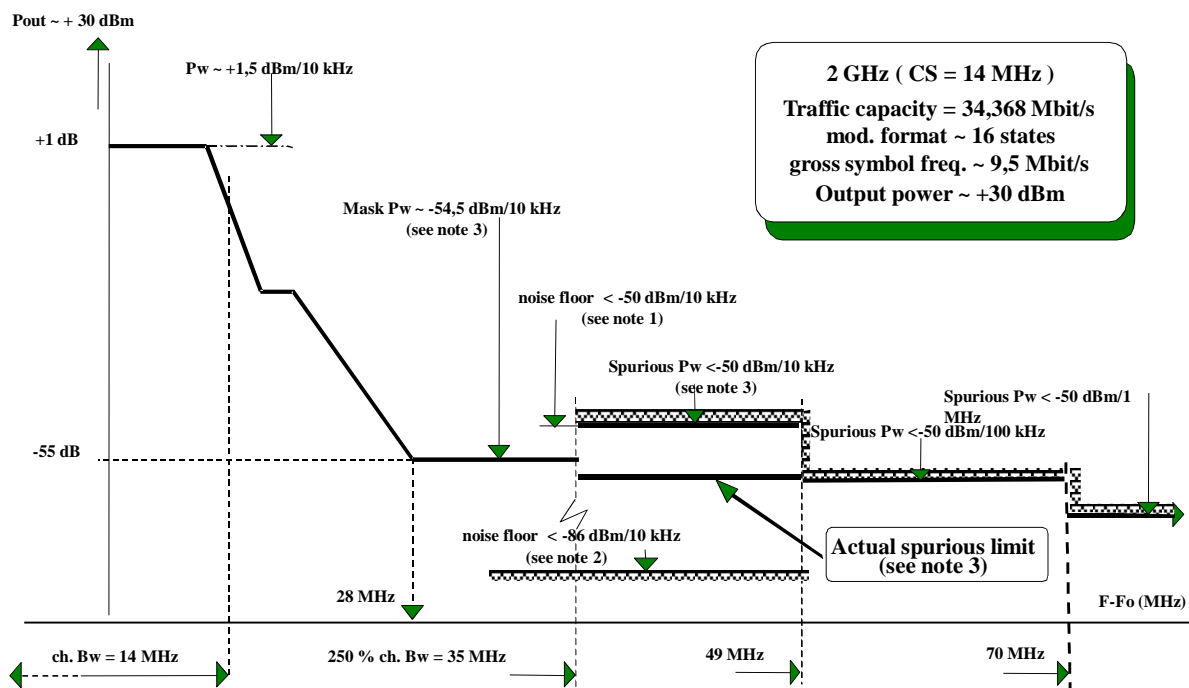 Pout ~ + 30 dBm
Pw ~ +1,5 dBm/10 kHz
2 GHz ( CS = 14 MHz )
Traffic capacity = 34,368 Mbit/s
mod. format ~ 16 states
gross symbol freq. ~ 9,5 Mbit/s
Output power ~ +30 dBm
+1 dB
Mask Pw ~ -54,5 dBm/10 kHz
(see note 3)
noise floor < -50 dBm/10 kHz
(see note 1)
Spurious Pw <-50 dBm/10 kHz
(see note 3)
Spurious Pw < -50 dBm/1
MHz
Spurious Pw <-50 dBm/100 kHz
-55 dB
noise floor < -86 dBm/10 kHz
(see note 2)
Actual spurious limit
(see note 3)
28 MHz
F-Fo (MHz)
ch. Bw = 14 MHz
250 % ch. Bw = 35 MHz
49 MHz
70 MHz